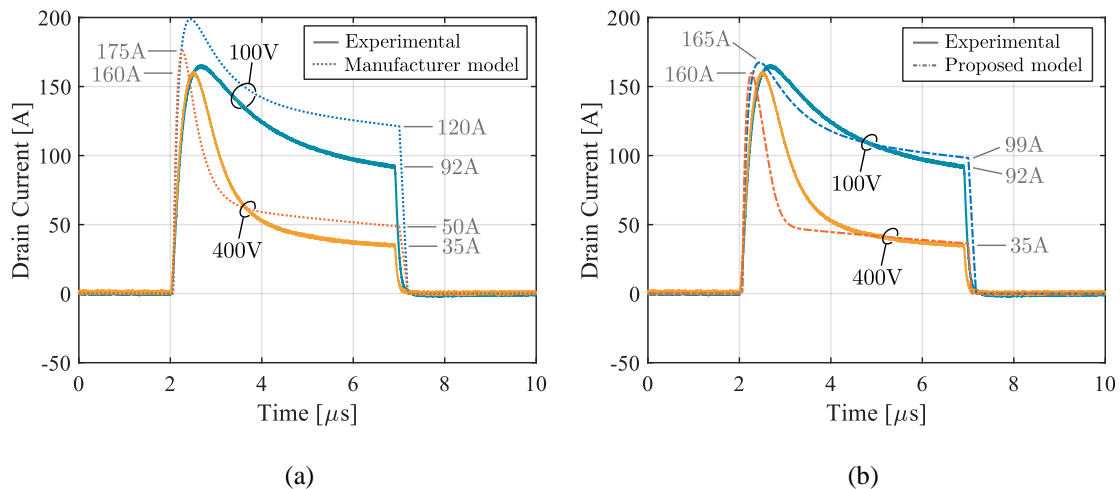 200
150
100
50
0
-50
0
2
4
6
8
10
Drain Current [A]
Time [μs]
Experimental
Manufacturer model
175A
160A
100V
400V
120A
92A
50A
35A
(a)
200
150
100
50
0
-50
0
2
4
6
8
10
Drain Current [A]
Time [μs]
Experimental
Proposed model
165A
160A
100V
400V
99A
92A
35A
(b)